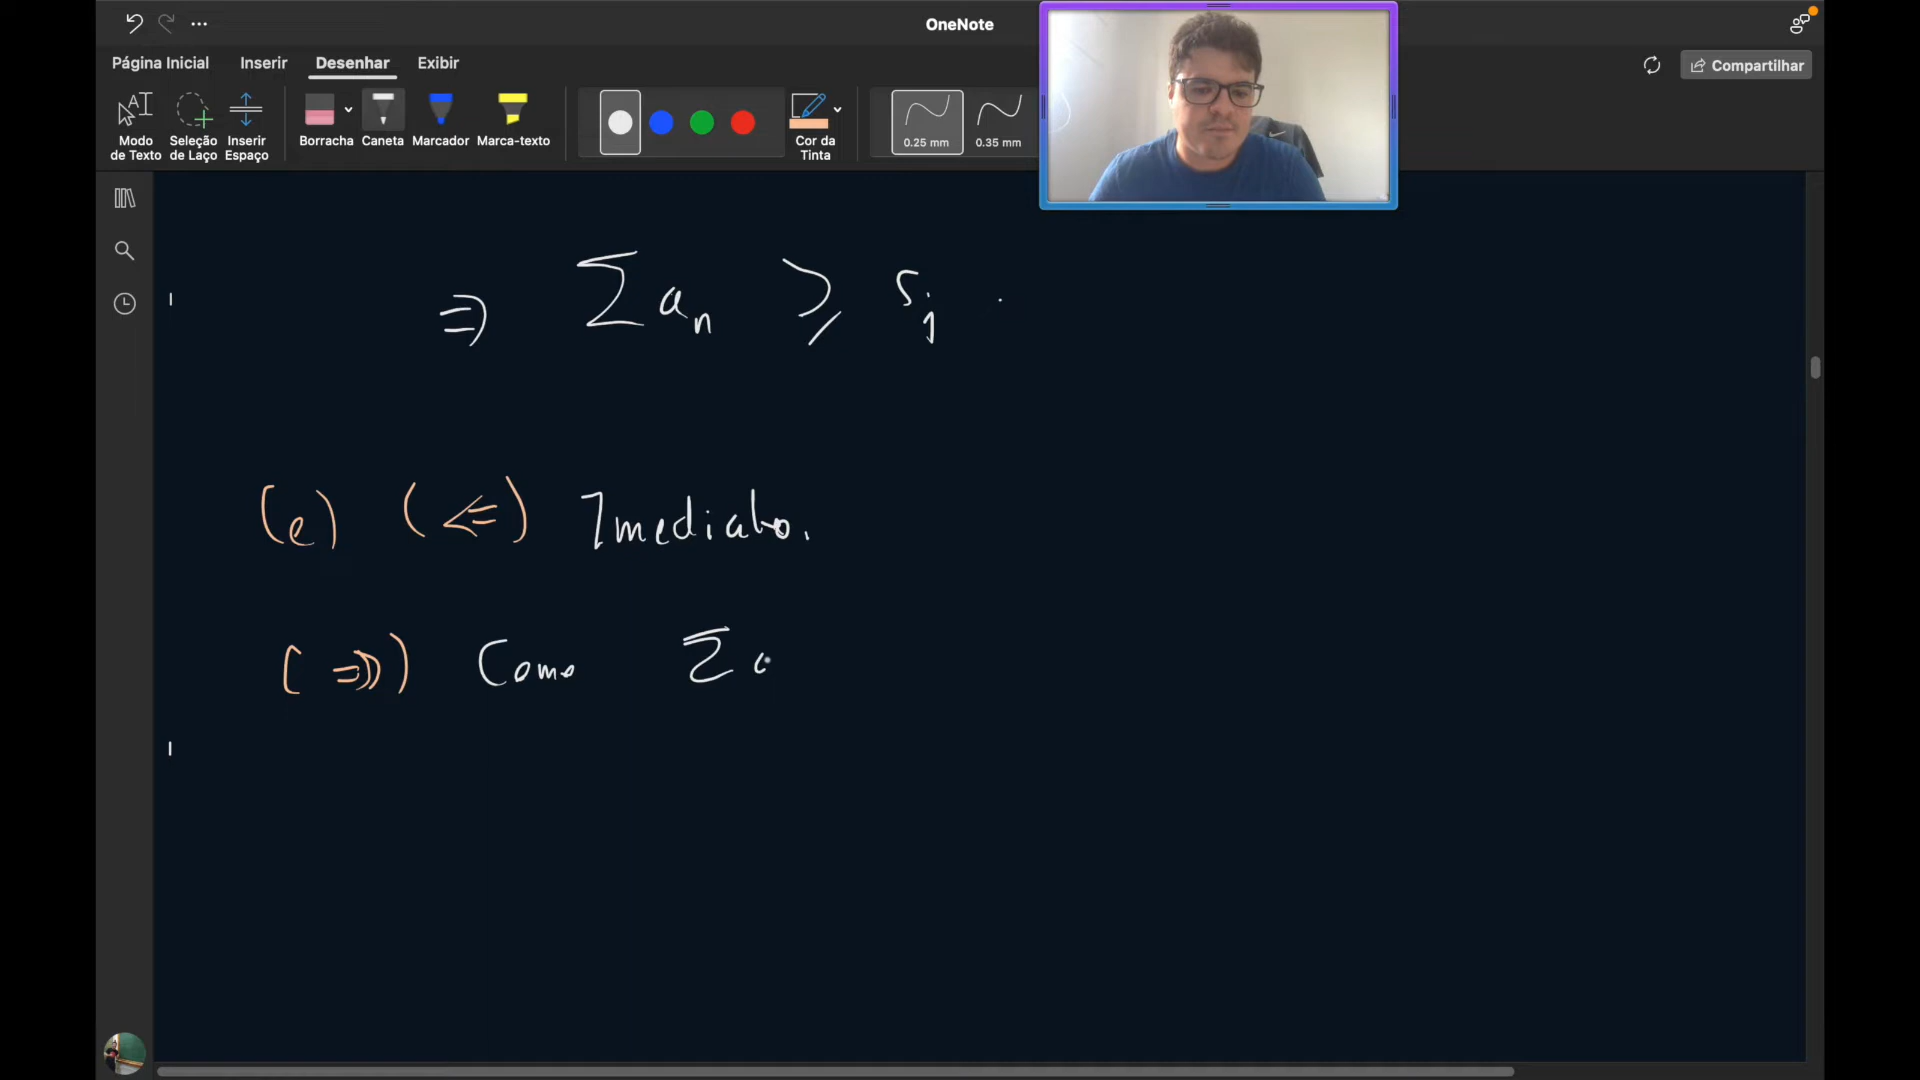 OneNote
Página Inicial Inserir Desenhar Exibir
Compartilhar
Modo de Texto
Seleção de Laço
Inserir Espaço
Borracha
Caneta
Marcador
Marca-texto
Cor da Tinta
0.25 mm
0.35 mm
⇒ Σ aₙ ≥ sⱼ .
(e) (⇐) Imediato.
(⇒) Como Σ